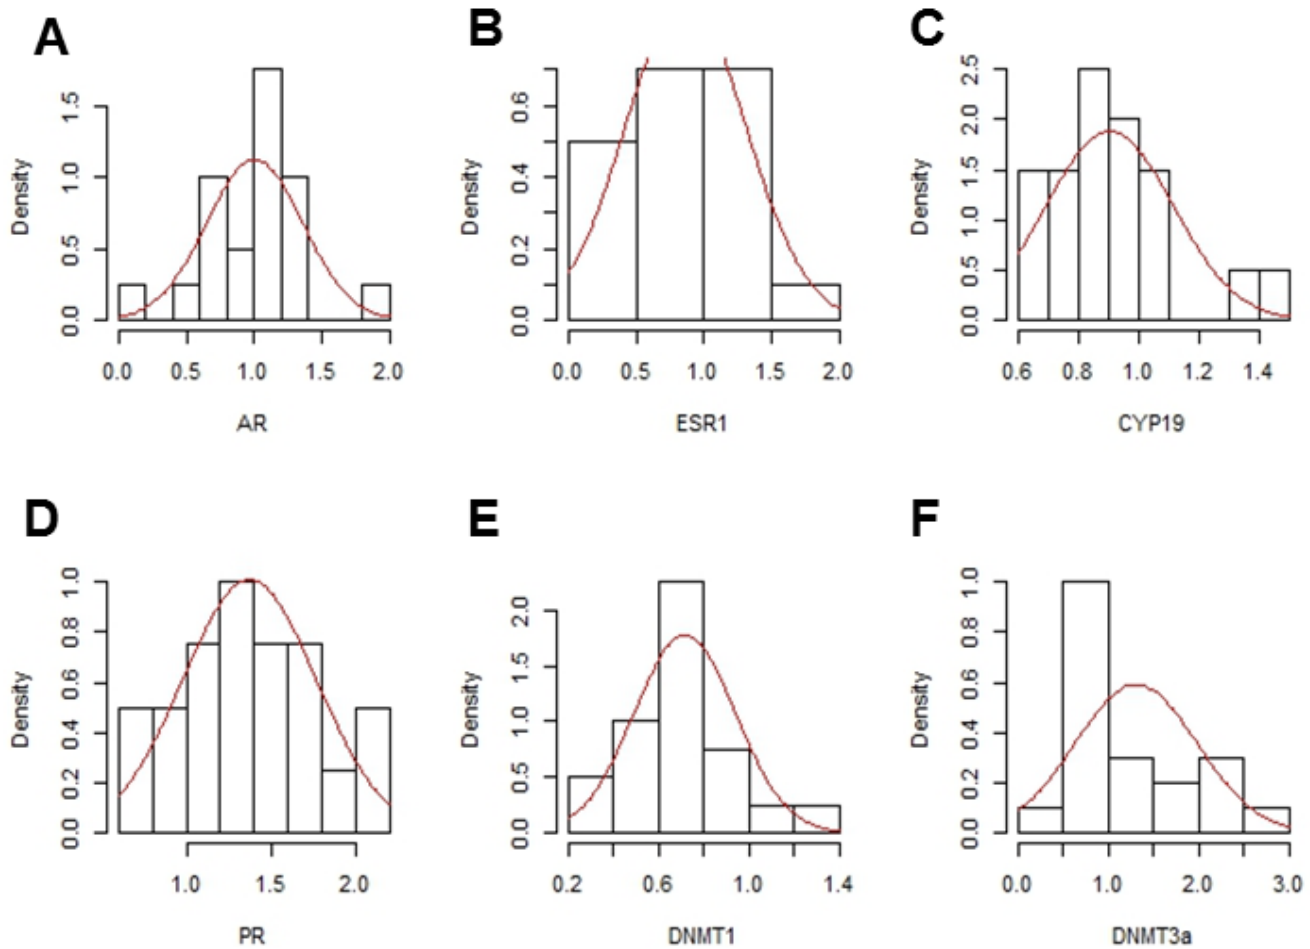 A
Density
0.0 0.5 1.0 1.5
0.0 0.5 1.0 1.5 2.0
AR
B
Density
0.0 0.2 0.4 0.6
0.0 0.5 1.0 1.5 2.0
ESR1
C
Density
0.0 0.5 1.0 1.5 2.0 2.5
0.6 0.8 1.0 1.2 1.4
CYP19
D
Density
0.0 0.2 0.4 0.6 0.8 1.0
1.0 1.5 2.0
PR
E
Density
0.0 0.5 1.0 1.5 2.0
0.2 0.6 1.0 1.4
DNMT1
F
Density
0.0 0.2 0.4 0.6 0.8 1.0
0.0 1.0 2.0 3.0
DNMT3a